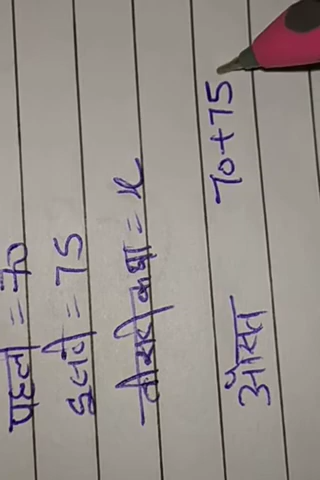 पहला = 70
दूसरी = 75
तीसरी कक्षा = x
औसत 70+75